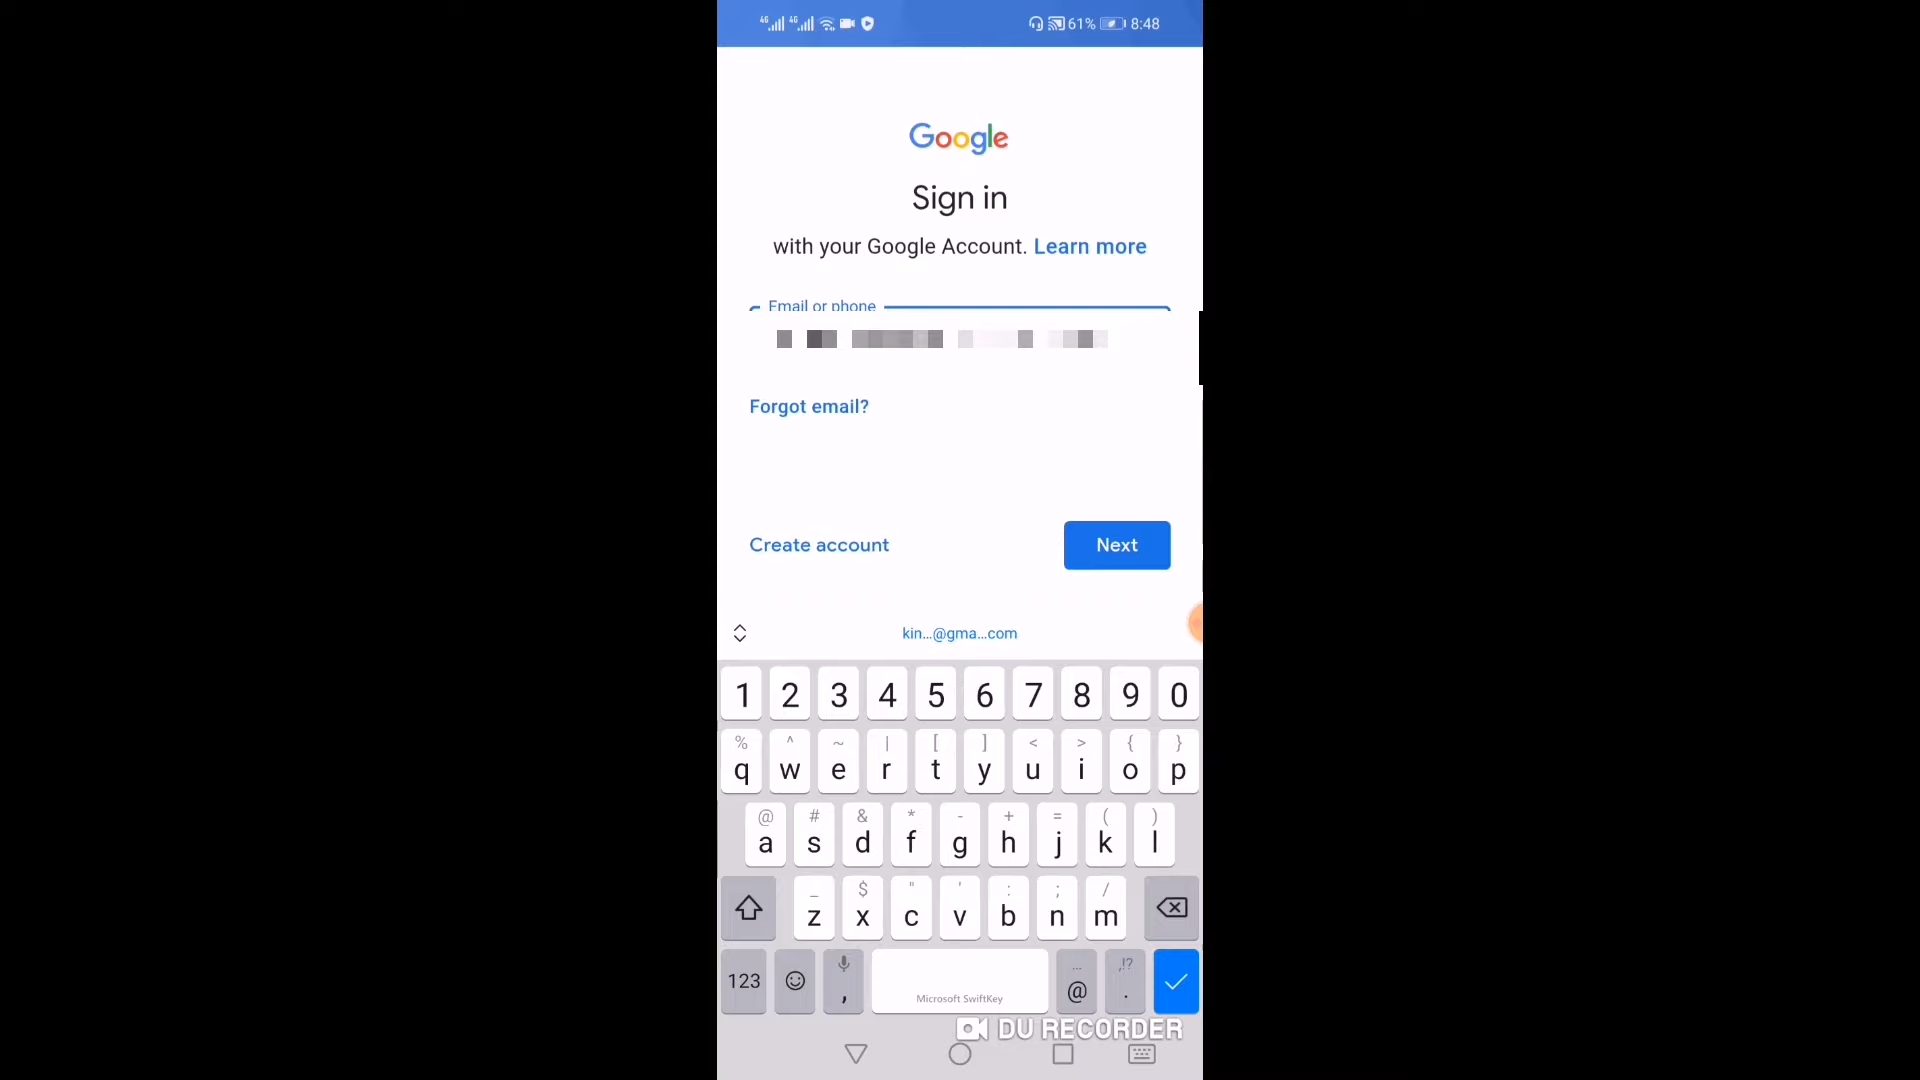 4G 4G 61% 8:48
Google
Sign in
with your Google Account. Learn more
Email or phone
Forgot email?
Create account Next
kin...@gma...com
1 2 3 4 5 6 7 8 9 0
% ^ ~ | [ ] < > { }
q w e r t y u i o p
@ # & * - + = ( )
a s d f g h j k l
_ $ " ' : ; /
z x c v b n m
... ,!?
123 , Microsoft SwiftKey @ .
DU RECORDER